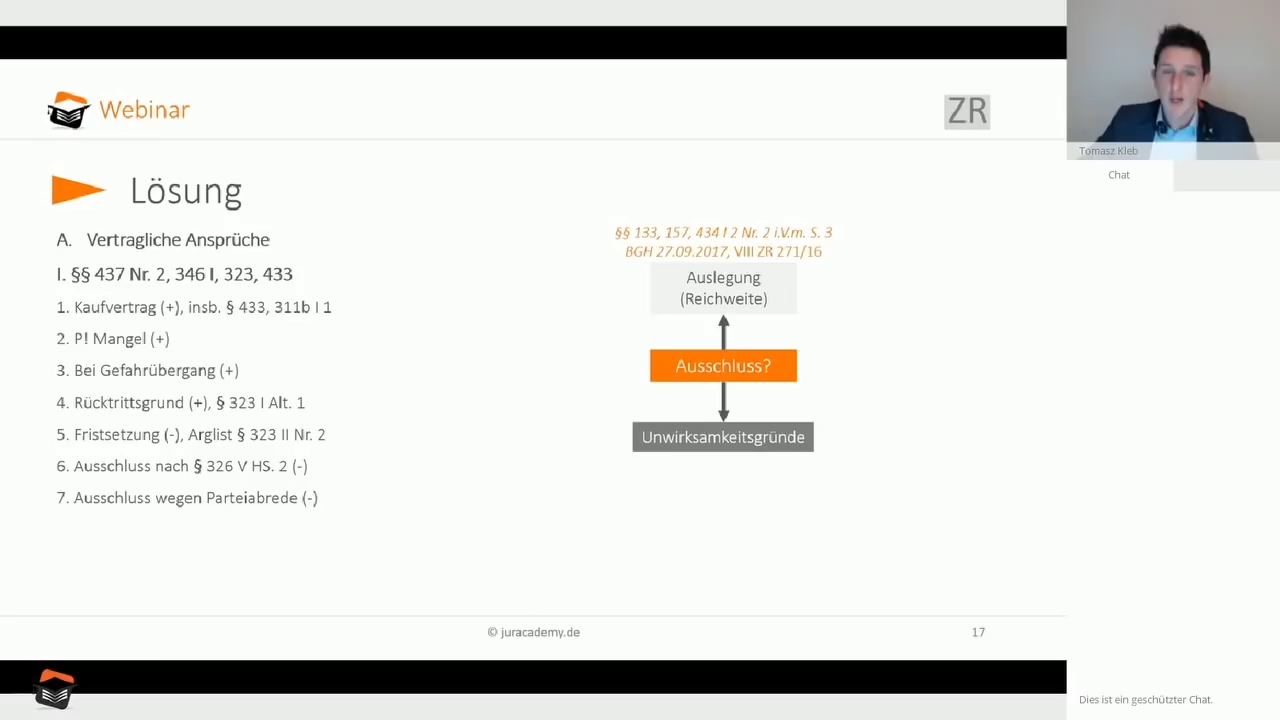 Webinar
ZR
Lösung
A. Vertragliche Ansprüche
I. §§ 437 Nr. 2, 346 I, 323, 433
1. Kaufvertrag (+), insb. § 433, 311b I 1
2. P! Mangel (+)
3. Bei Gefahrübergang (+)
4. Rücktrittsgrund (+), § 323 I Alt. 1
5. Fristsetzung (-), Arglist § 323 II Nr. 2
6. Ausschluss nach § 326 V HS. 2 (-)
7. Ausschluss wegen Parteiabrede (-)
§§ 133, 157, 434 I 2 Nr. 2 i.V.m. S. 3
BGH 27.09.2017, VIII ZR 271/16
Auslegung
(Reichweite)
Ausschluss?
Unwirksamkeitsgründe
© juracademy.de
17
Tomasz Kleb
Chat
Dies ist ein geschützter Chat.